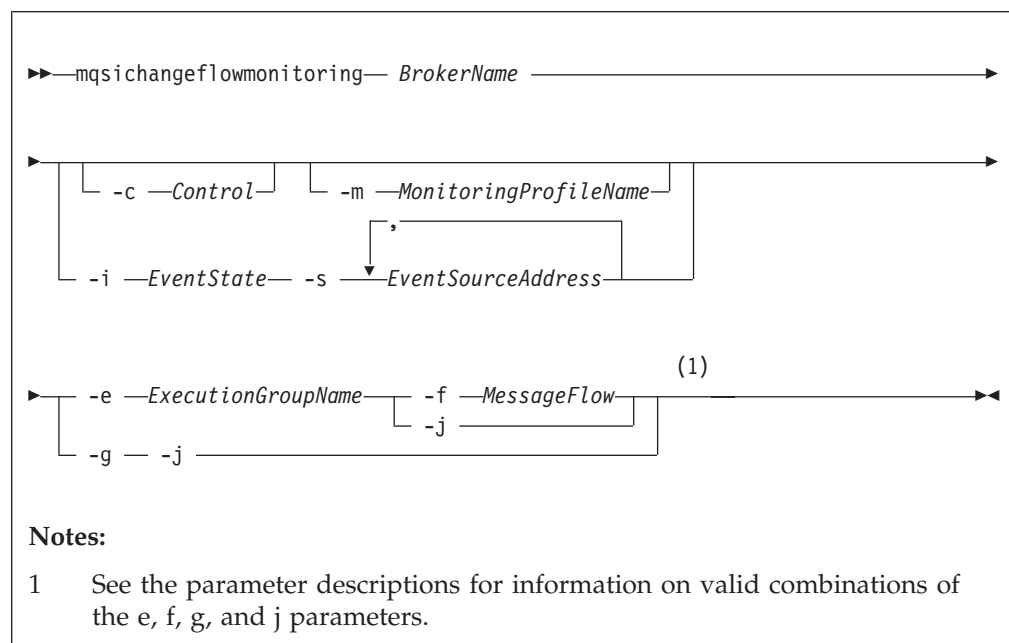 mqsichangeflowmonitoring BrokerName
-c Control -m MonitoringProfileName
,
-i EventState -s EventSourceAddress
(1)
-e ExecutionGroupName -f MessageFlow
-j
-g -j
Notes:
1 See the parameter descriptions for information on valid combinations of
the e, f, g, and j parameters.